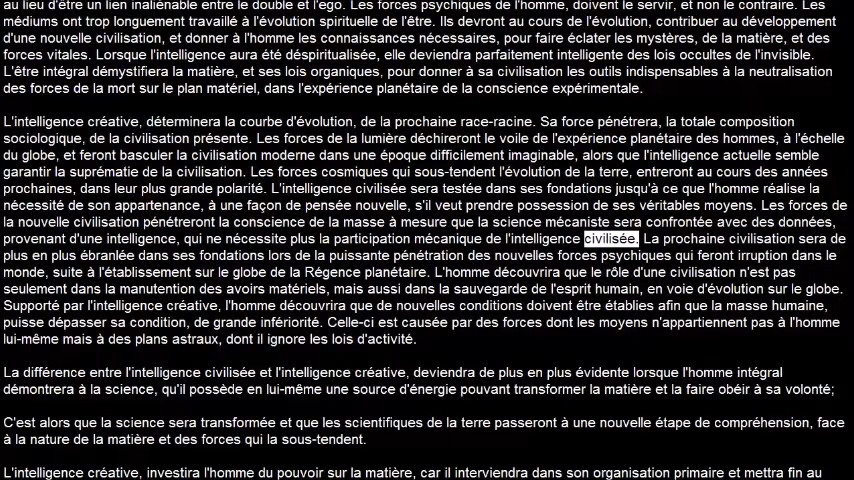 au lieu d'être un lien inaliénable entre le double et l'ego. Les forces psychiques de l'homme, doivent le servir, et non le contraire. Les
médiums ont trop longuement travaillé à l'évolution spirituelle de l'être. Ils devront au cours de l'évolution, contribuer au développement
d'une nouvelle civilisation, et donner à l'homme les connaissances nécessaires, pour faire éclater les mystères, de la matière, et des
forces vitales. Lorsque l'intelligence aura été déspiritualisée, elle deviendra parfaitement intelligente des lois occultes de l'invisible.
L'être intégral démystifiera la matière, et ses lois organiques, pour donner à sa civilisation les outils indispensables à la neutralisation
des forces de la mort sur le plan matériel, dans l'expérience planétaire de la conscience expérimentale.
L'intelligence créative, déterminera la courbe d'évolution, de la prochaine race-racine. Sa force pénétrera, la totale composition
sociologique, de la civilisation présente. Les forces de la lumière déchireront le voile de l'expérience planétaire des hommes, à l'échelle
du globe, et feront basculer la civilisation moderne dans une époque difficilement imaginable, alors que l'intelligence actuelle semble
garantir la suprématie de la civilisation. Les forces cosmiques qui sous-tendent l'évolution de la terre, entreront au cours des années
prochaines, dans leur plus grande polarité. L'intelligence civilisée sera testée dans ses fondations jusqu'à ce que l'homme réalise la
nécessité de son appartenance, à une façon de pensée nouvelle, s'il veut prendre possession de ses véritables moyens. Les forces de
la nouvelle civilisation pénétreront la conscience de la masse à mesure que la science mécaniste sera confrontée avec des données,
provenant d'une intelligence, qui ne nécessite plus la participation mécanique de l'intelligence civilisée. La prochaine civilisation sera de
plus en plus ébranlée dans ses fondations lors de la puissante pénétration des nouvelles forces psychiques qui feront irruption dans le
monde, suite à l'établissement sur le globe de la Régence planétaire. L'homme découvrira que le rôle d'une civilisation n'est pas
seulement dans la manutention des avoirs matériels, mais aussi dans la sauvegarde de l'esprit humain, en voie d'évolution sur le globe.
Supporté par l'intelligence créative, l'homme découvrira que de nouvelles conditions doivent être établies afin que la masse humaine,
puisse dépasser sa condition, de grande infériorité. Celle-ci est causée par des forces dont les moyens n'appartiennent pas à l'homme
lui-même mais à des plans astraux, dont il ignore les lois d'activité.
La différence entre l'intelligence civilisée et l'intelligence créative, deviendra de plus en plus évidente lorsque l'homme intégral
démontrera à la science, qu'il possède en lui-même une source d'énergie pouvant transformer la matière et la faire obéir à sa volonté;
C'est alors que la science sera transformée et que les scientifiques de la terre passeront à une nouvelle étape de compréhension, face
à la nature de la matière et des forces qui la sous-tendent.
L'intelligence créative, investira l'homme du pouvoir sur la matière, car il interviendra dans son organisation primaire et mettra fin au